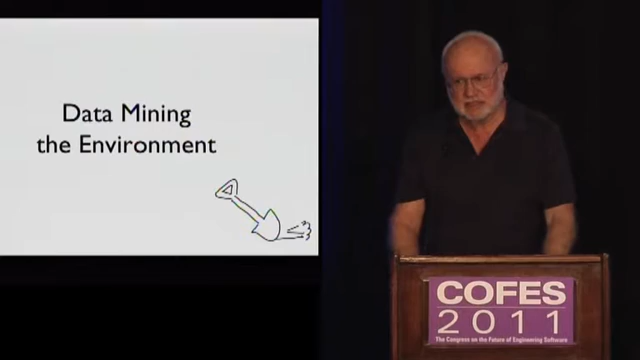 Data Mining
the Environment
COFES
2011
The Congress on the Future of Engineering Software